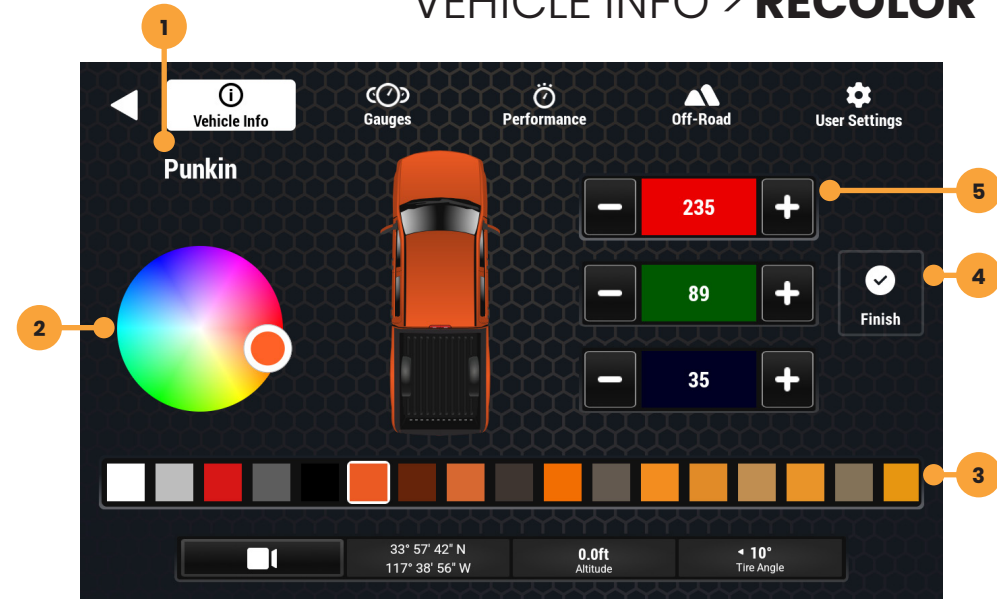 VEHICLE INFO > RECOLOR
1
Vehicle Info
Gauges
Performance
Off-Road
User Settings
Punkin
235
5
89
4
Finish
2
35
3
33° 57' 42" N
117° 38' 56" W
0.0ft
Altitude
10°
Tire Angle